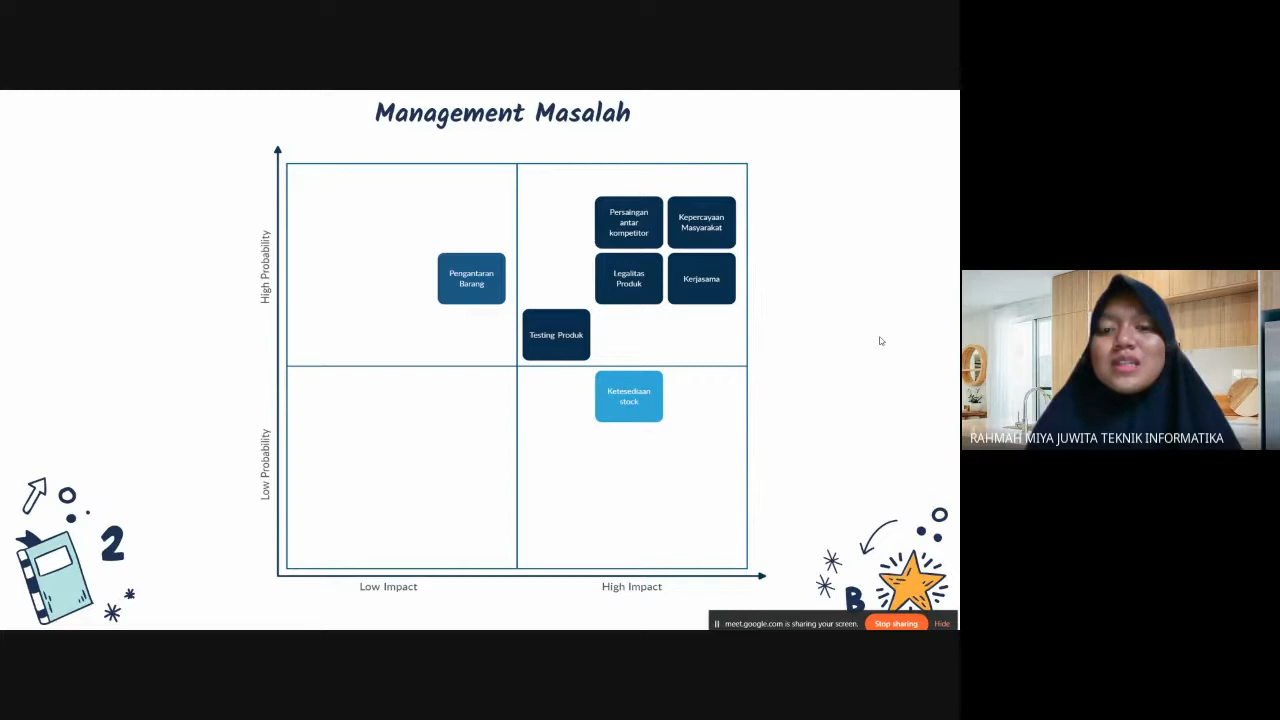 Management Masalah
High Probability
Low Probability
Persaingan
antar
kompetitor
Kepercayaan
Masyarakat
Pengantaran
Barang
Legalitas
Produk
Kerjasama
Testing Produk
Ketesediaan
stock
Low Impact
High Impact
2
B
meet.google.com is sharing your screen.
Stop sharing
Hide
RAHMAH MIYA JUWITA TEKNIK INFORMATIKA